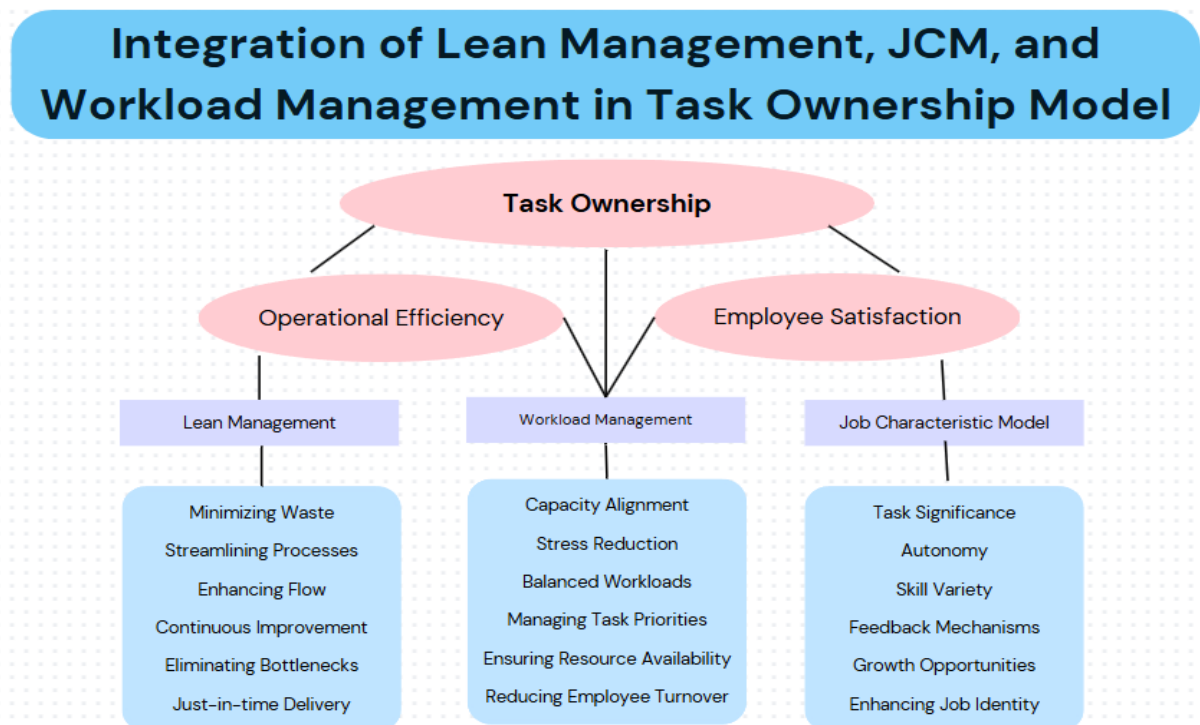 Integration of Lean Management, JCM, and
Workload Management in Task Ownership Model
Task Ownership
Operational Efficiency
Employee Satisfaction
Lean Management
Workload Management
Job Characteristic Model
Minimizing Waste
Streamlining Processes
Enhancing Flow
Continuous Improvement
Eliminating Bottlenecks
Just-in-time Delivery
Capacity Alignment
Stress Reduction
Balanced Workloads
Managing Task Priorities
Ensuring Resource Availability
Reducing Employee Turnover
Task Significance
Autonomy
Skill Variety
Feedback Mechanisms
Growth Opportunities
Enhancing Job Identity